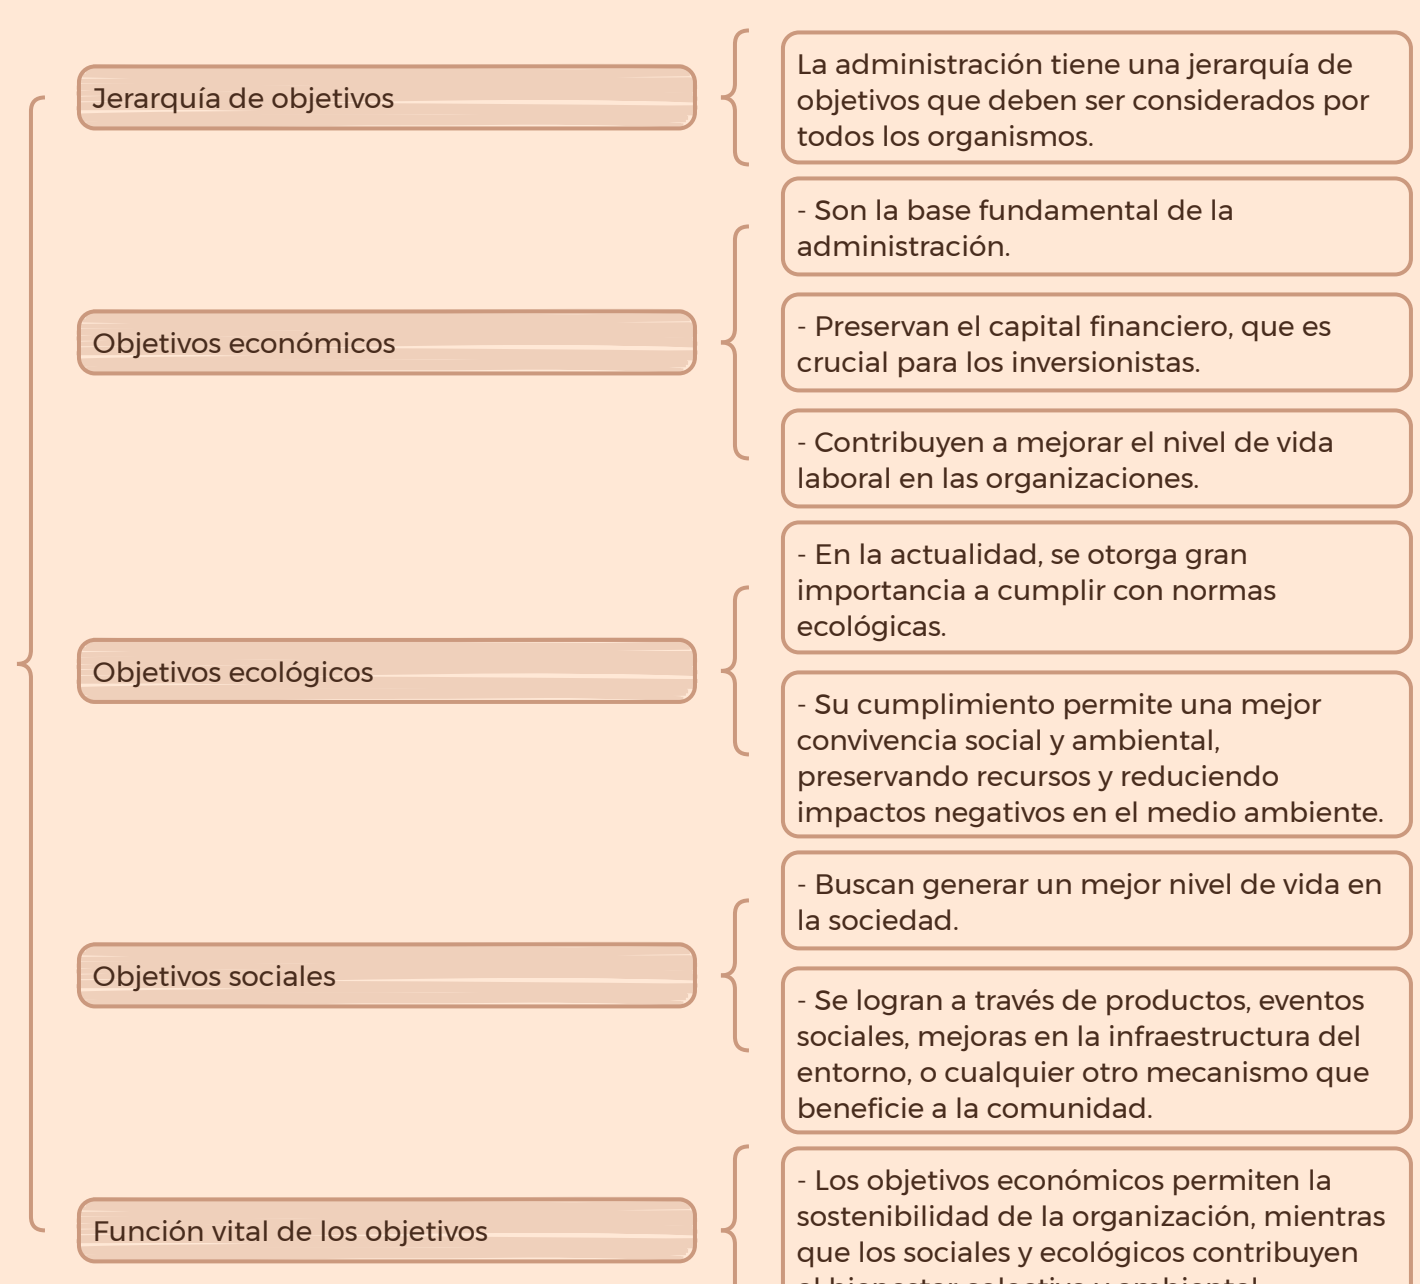 Jerarquía de objetivos
La administración tiene una jerarquía de
objetivos que deben ser considerados por
todos los organismos.
Objetivos económicos
- Son la base fundamental de la
administración.
- Preservan el capital financiero, que es
crucial para los inversionistas.
- Contribuyen a mejorar el nivel de vida
laboral en las organizaciones.
Objetivos ecológicos
- En la actualidad, se otorga gran
importancia a cumplir con normas
ecológicas.
- Su cumplimiento permite una mejor
convivencia social y ambiental,
preservando recursos y reduciendo
impactos negativos en el medio ambiente.
Objetivos sociales
- Buscan generar un mejor nivel de vida en
la sociedad.
- Se logran a través de productos, eventos
sociales, mejoras en la infraestructura del
entorno, o cualquier otro mecanismo que
beneficie a la comunidad.
Función vital de los objetivos
- Los objetivos económicos permiten la
sostenibilidad de la organización, mientras
que los sociales y ecológicos contribuyen